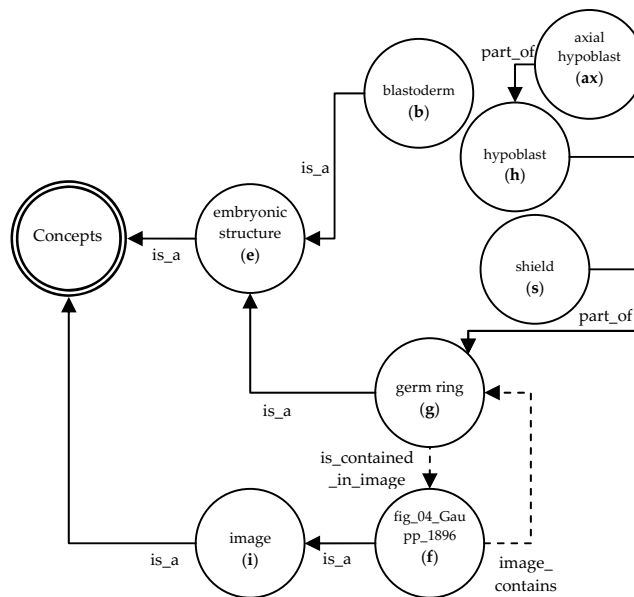 axial
hypoblast
(ax)
part_of
blastoderm
(b)
hypoblast
(h)
is_a
embryonic
structure
(e)
Concepts
is_a
shield
(s)
part_of
germ ring
(g)
is_a
is_contained
_in_image
fig_04_Gau
pp_1896
(f)
image
(i)
is_a
is_a
image_
contains